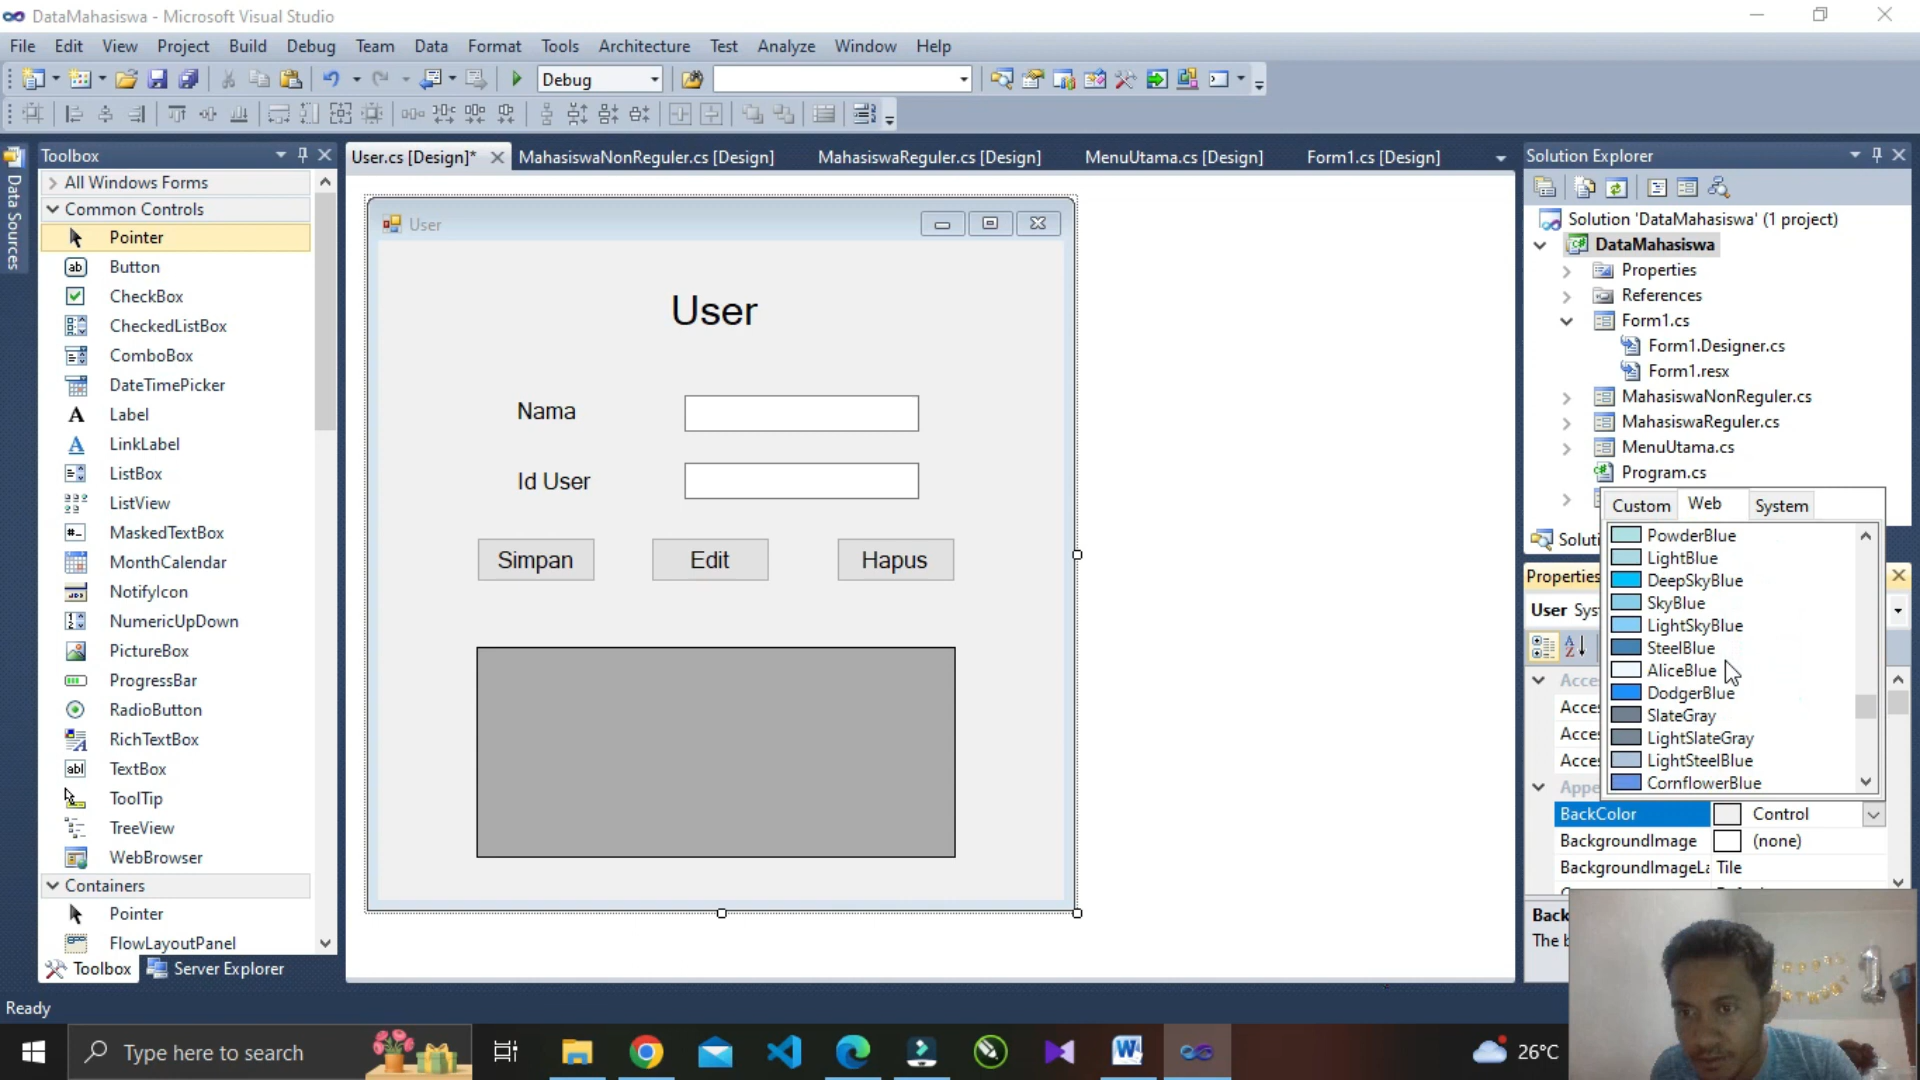 DataMahasiswa - Microsoft Visual Studio
File Edit View Project Build Debug Team Data Format Tools Architecture Test Analyze Window Help
Debug
Data Sources
Toolbox
All Windows Forms
Common Controls
Pointer
Button
CheckBox
CheckedListBox
ComboBox
DateTimePicker
Label
LinkLabel
ListBox
ListView
MaskedTextBox
MonthCalendar
NotifyIcon
NumericUpDown
PictureBox
ProgressBar
RadioButton
RichTextBox
TextBox
ToolTip
TreeView
WebBrowser
Containers
Pointer
FlowLayoutPanel
Toolbox Server Explorer
User.cs [Design]* MahasiswaNonReguler.cs [Design] MahasiswaReguler.cs [Design] MenuUtama.cs [Design] Form1.cs [Design]
User
User
Nama
Id User
Simpan Edit Hapus
Solution Explorer
Solution 'DataMahasiswa' (1 project)
DataMahasiswa
Properties
References
Form1.cs
Form1.Designer.cs
Form1.resx
MahasiswaNonReguler.cs
MahasiswaReguler.cs
MenuUtama.cs
Program.cs
Custom Web System
PowderBlue
LightBlue
DeepSkyBlue
SkyBlue
LightSkyBlue
SteelBlue
AliceBlue
DodgerBlue
SlateGray
LightSlateGray
LightSteelBlue
CornflowerBlue
Properties
User
BackColor Control
BackgroundImage (none)
BackgroundImageLa Tile
Ready
Type here to search
26°C